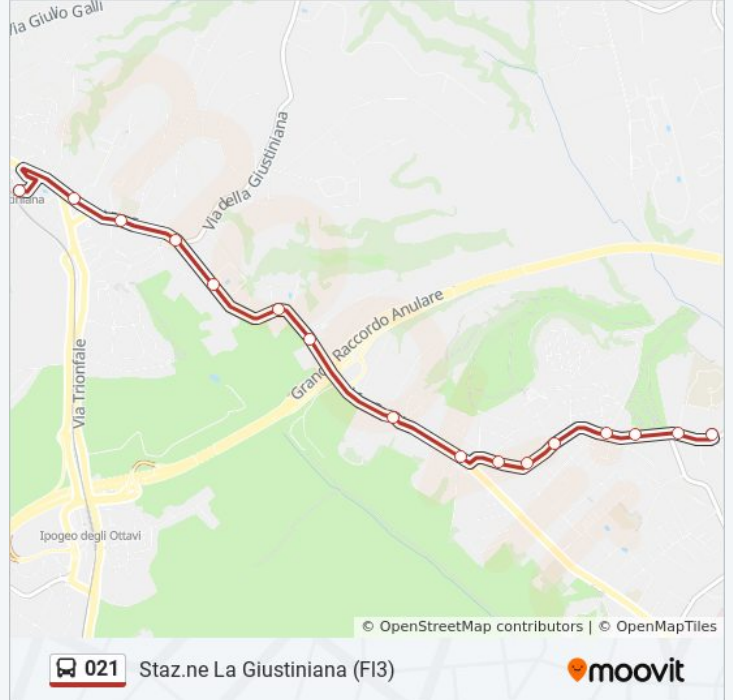 Via Giulio Galli
Via della Giustiniana
Grande Raccordo Anulare
Via Trionfale
Ipogeo degli Ottavi
© OpenStreetMap contributors | © OpenMapTiles
021 Staz.ne La Giustiniana (Fl3)
moovit